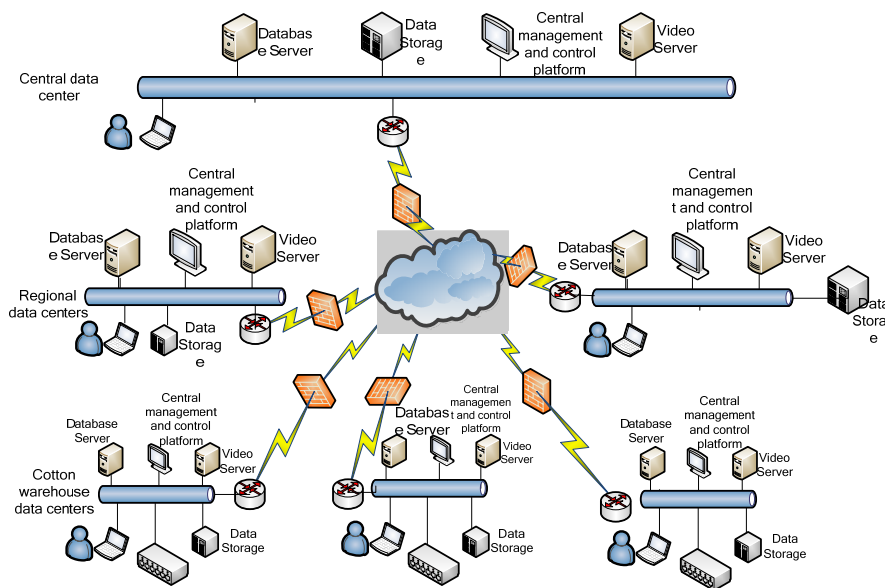 Databas
e Server
Data
Storag
e
Central
management
and control
platform
Video
Server
Central data
center
Central
management
and control
platform
Databas
e Server
Video
Server
Regional
data centers
Data
Storag
e
Central
managemen
t and control
platform
Databas
e Server
Video
Server
Data
Storag
e
Database
Server
Central
management
and control
platform
Video
Server
Cotton
warehouse
data centers
Data
Storage
Databas
e Server
Central
managemen
t and control
platform
Video
Server
Data
Storage
Database
Server
Central
management
and control
platform
Video
Server
Data
Storage